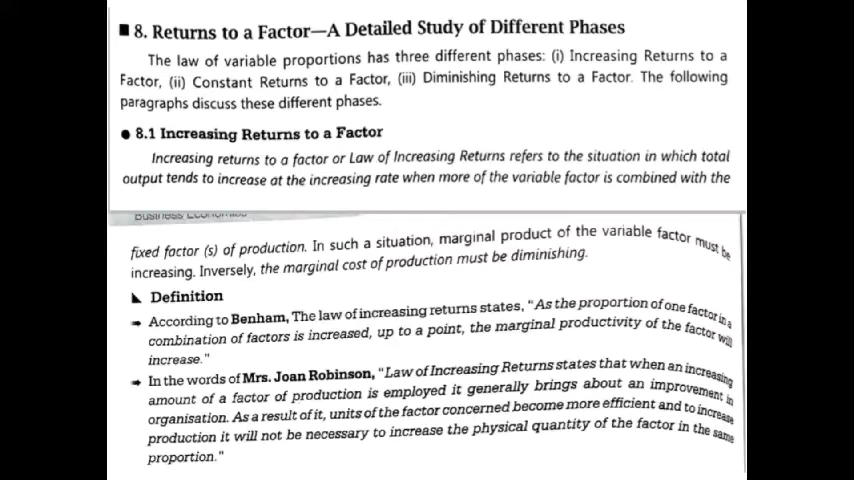 ■ 8. Returns to a Factor—A Detailed Study of Different Phases
The law of variable proportions has three different phases: (i) Increasing Returns to a
Factor, (ii) Constant Returns to a Factor, (iii) Diminishing Returns to a Factor. The following
paragraphs discuss these different phases.
● 8.1 Increasing Returns to a Factor
Increasing returns to a factor or Law of Increasing Returns refers to the situation in which total
output tends to increase at the increasing rate when more of the variable factor is combined with the
Business Economics
fixed factor (s) of production. In such a situation, marginal product of the variable factor must be
increasing. Inversely, the marginal cost of production must be diminishing.
◣ Definition
➡ According to Benham, The law of increasing returns states, "As the proportion of one factor in a
combination of factors is increased, up to a point, the marginal productivity of the factor will
increase."
➡ In the words of Mrs. Joan Robinson, "Law of Increasing Returns states that when an increasing
amount of a factor of production is employed it generally brings about an improvement in
organisation. As a result of it, units of the factor concerned become more efficient and to increase
production it will not be necessary to increase the physical quantity of the factor in the same
proportion."